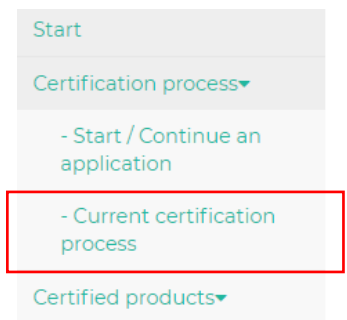 Start
Certification process▾
- Start / Continue an
application
- Current certification
process
Certified products▾